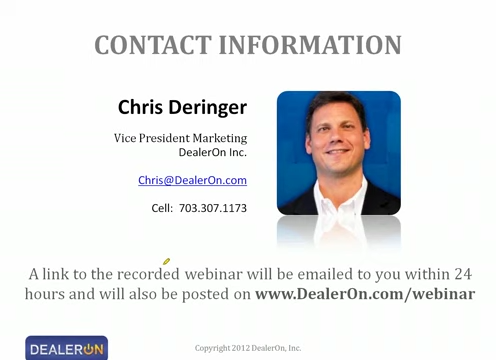 CONTACT INFORMATION
Chris Deringer
Vice President Marketing
DealerOn Inc.
Chris@DealerOn.com
Cell: 703.307.1173
A link to the recorded webinar will be emailed to you within 24
hours and will also be posted on www.DealerOn.com/webinar
DEALERON
Copyright 2012 DealerOn, Inc.